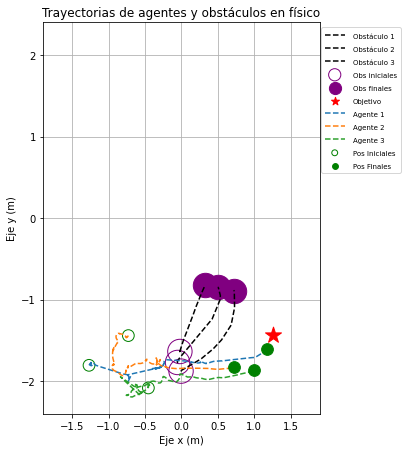 Trayectorias de agentes y obstáculos en físico
Obstáculo 1
Obstáculo 2
Obstáculo 3
Obs iniciales
Obs finales
Objetivo
Agente 1
Agente 2
Agente 3
Pos Iniciales
Pos Finales
2
1
0
−1
−2
Eje y (m)
−1.5 −1.0 −0.5 0.0 0.5 1.0 1.5
Eje x (m)